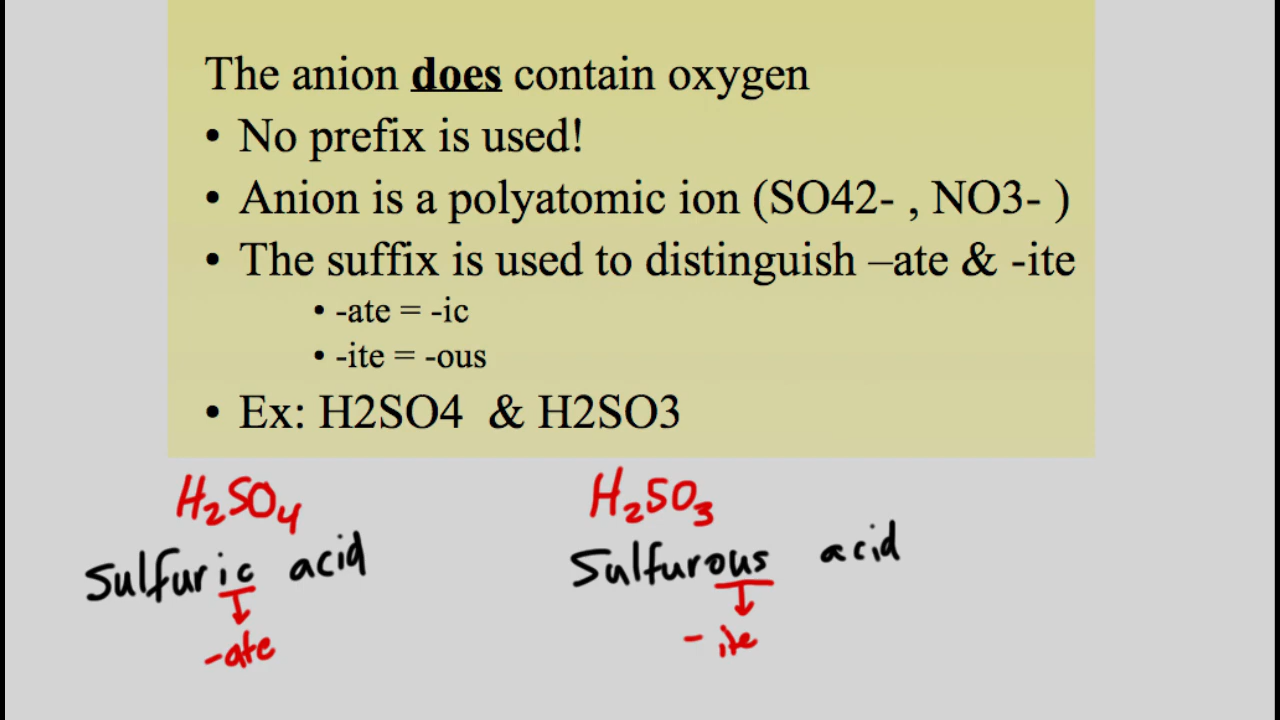 The anion does contain oxygen
• No prefix is used!
• Anion is a polyatomic ion (SO42- , NO3- )
• The suffix is used to distinguish –ate & -ite
• -ate = -ic
• -ite = -ous
• Ex: H2SO4 & H2SO3
H₂SO₄ H₂SO₃
Sulfuric acid Sulfurous acid
-ate - ite